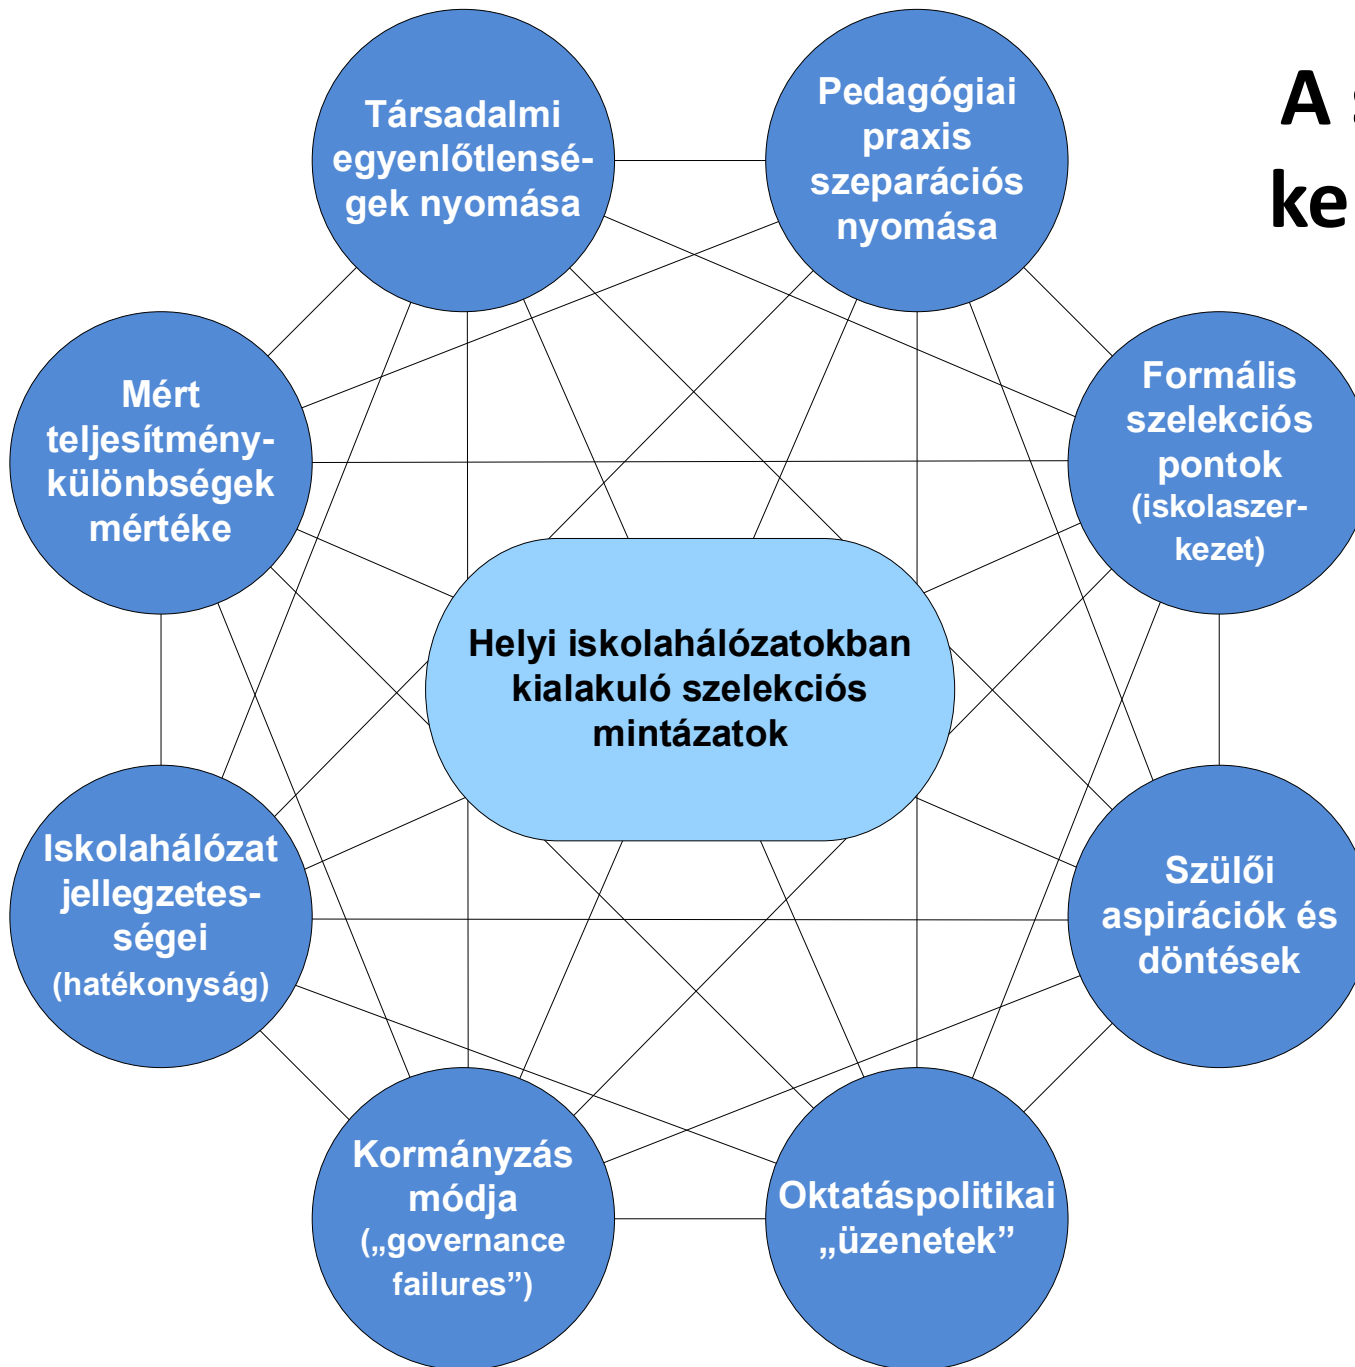 A
ke
Társadalmi
egyenlőtlensé-
gek nyomása
Pedagógiai
praxis
szeparációs
nyomása
Formális
szelekciós
pontok
(iskolaszer-
kezet)
Mért
teljesítmény-
különbségek
mértéke
Helyi iskolahálózatokban
kialakuló szelekciós
mintázatok
Iskolahálózat
jellegzetes-
ségei
(hatékonyság)
Szülői
aspirációk és
döntések
Kormányzás
módja
(„governance
failures”)
Oktatáspolitikai
„üzenetek”